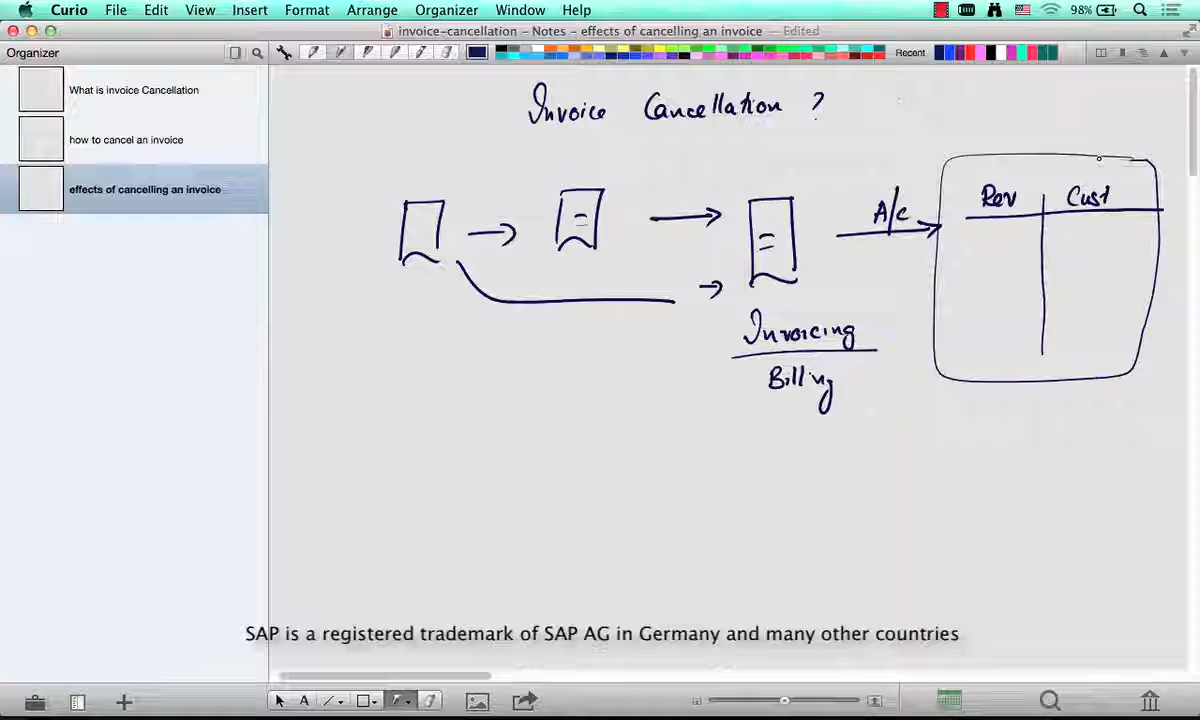 Curio File Edit View Insert Format Arrange Organizer Window Help 98%
invoice-cancellation – Notes – effects of cancelling an invoice — Edited
Organizer
Recent
What is invoice Cancellation
how to cancel an invoice
effects of cancelling an invoice
Invoice Cancellation ?
A/c
Rev Cust
Invoicing
Billing
SAP is a registered trademark of SAP AG in Germany and many other countries
A